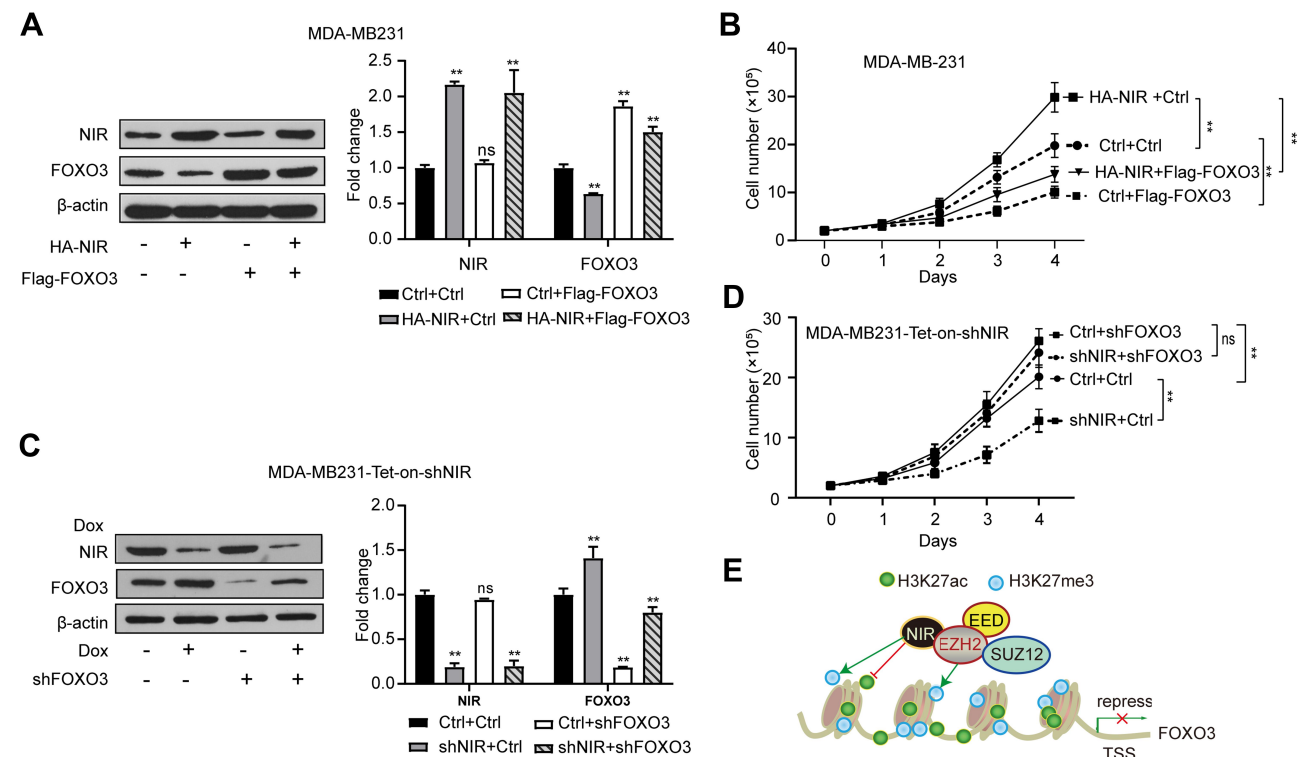 A
MDA-MB231
2.5
2.0
1.5
1.0
0.5
0.0
Fold change
** ns ** ** ** **
NIR FOXO3
NIR
FOXO3
β-actin
HA-NIR - + - +
Flag-FOXO3 - - + +
Ctrl+Ctrl Ctrl+Flag-FOXO3
HA-NIR+Ctrl HA-NIR+Flag-FOXO3
B
MDA-MB-231
40
30
20
10
0
Cell number (×10⁵)
0 1 2 3 4
Days
HA-NIR +Ctrl
Ctrl+Ctrl
HA-NIR+Flag-FOXO3
Ctrl+Flag-FOXO3
**
**
**
C
MDA-MB231-Tet-on-shNIR
Dox
NIR
FOXO3
β-actin
Dox - + - +
shFOXO3 - - + +
2.0
1.5
1.0
0.5
0.0
Fold change
** ns ** ** ** **
NIR FOXO3
Ctrl+Ctrl Ctrl+shFOXO3
shNIR+Ctrl shNIR+shFOXO3
D
MDA-MB231-Tet-on-shNIR
30
20
10
0
Cell number (×10⁵)
0 1 2 3 4
Days
Ctrl+shFOXO3
shNIR+shFOXO3
Ctrl+Ctrl
shNIR+Ctrl
ns
**
**
E
H3K27ac H3K27me3
NIR
EZH2
EED
SUZ12
repress
FOXO3
TSS